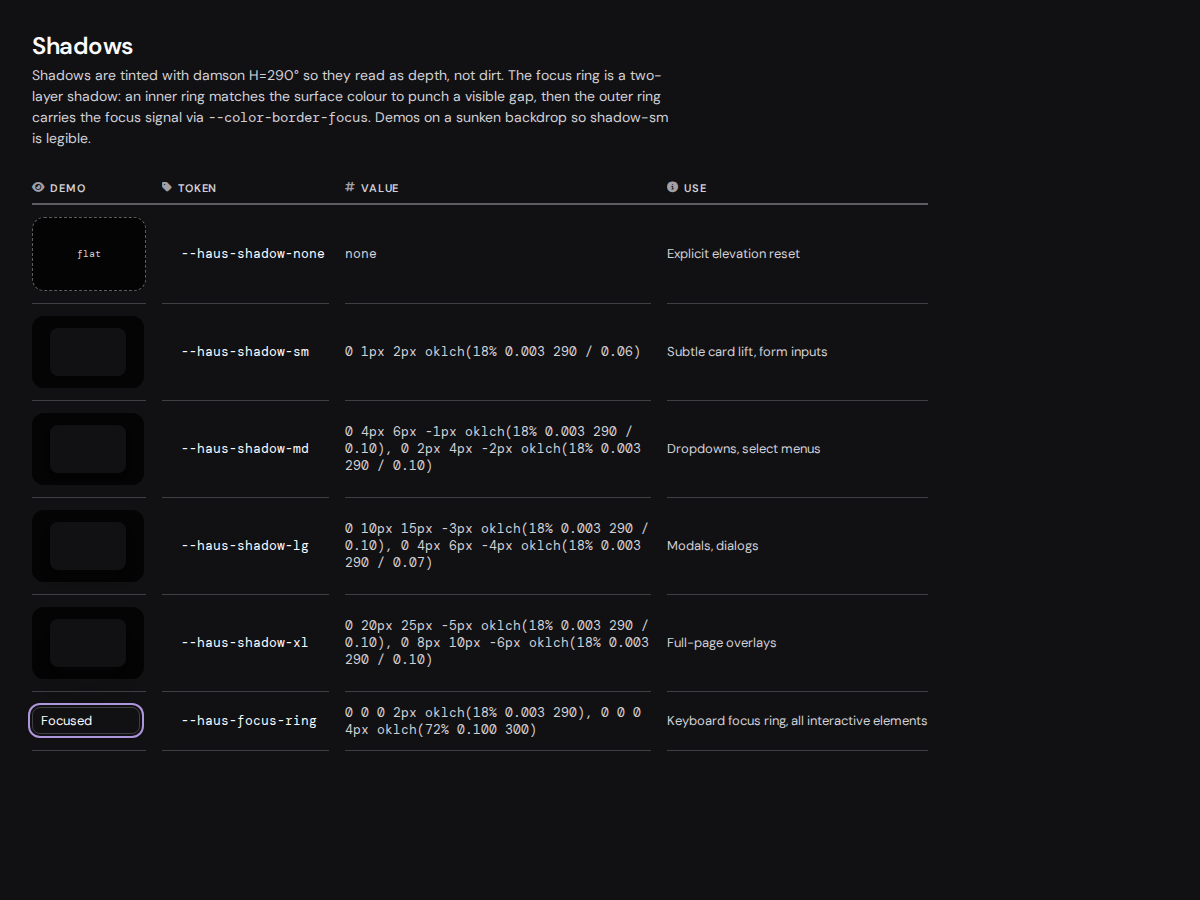 Shadows
Shadows are tinted with damson H=290° so they read as depth, not dirt. The focus ring is a two-
layer shadow: an inner ring matches the surface colour to punch a visible gap, then the outer ring
carries the focus signal via --color-border-focus. Demos on a sunken backdrop so shadow-sm
is legible.
DEMO TOKEN VALUE USE
flat --haus-shadow-none none Explicit elevation reset
--haus-shadow-sm 0 1px 2px oklch(18% 0.003 290 / 0.06) Subtle card lift, form inputs
0 4px 6px -1px oklch(18% 0.003 290 /
--haus-shadow-md 0.10), 0 2px 4px -2px oklch(18% 0.003 Dropdowns, select menus
290 / 0.10)
0 10px 15px -3px oklch(18% 0.003 290 /
--haus-shadow-lg 0.10), 0 4px 6px -4px oklch(18% 0.003 Modals, dialogs
290 / 0.07)
0 20px 25px -5px oklch(18% 0.003 290 /
--haus-shadow-xl 0.10), 0 8px 10px -6px oklch(18% 0.003 Full-page overlays
290 / 0.10)
Focused --haus-focus-ring 0 0 0 2px oklch(18% 0.003 290), 0 0 0 Keyboard focus ring, all interactive elements
4px oklch(72% 0.100 300)